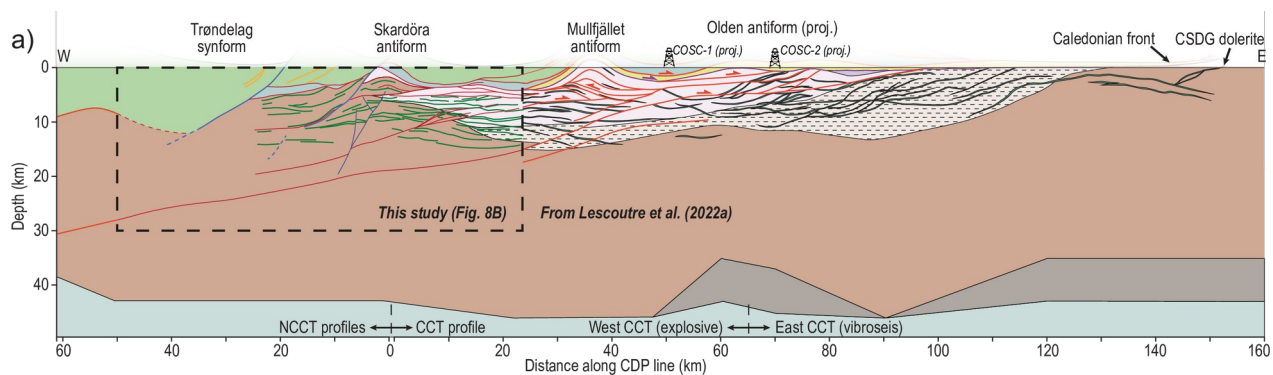 a)
Trøndelag
synform
Skardöra
antiform
Mullfjället
antiform
Olden antiform (proj.)
COSC-1 (proj.)
COSC-2 (proj.)
Caledonian front
CSDG dolerite
W
E
0
10
20
30
40
50
Depth (km)
This study (Fig. 8B)
From Lescoutre et al. (2022a)
NCCT profiles
CCT profile
West CCT (explosive)
East CCT (vibroseis)
60
40
20
0
20
40
60
80
100
120
140
160
Distance along CDP line (km)